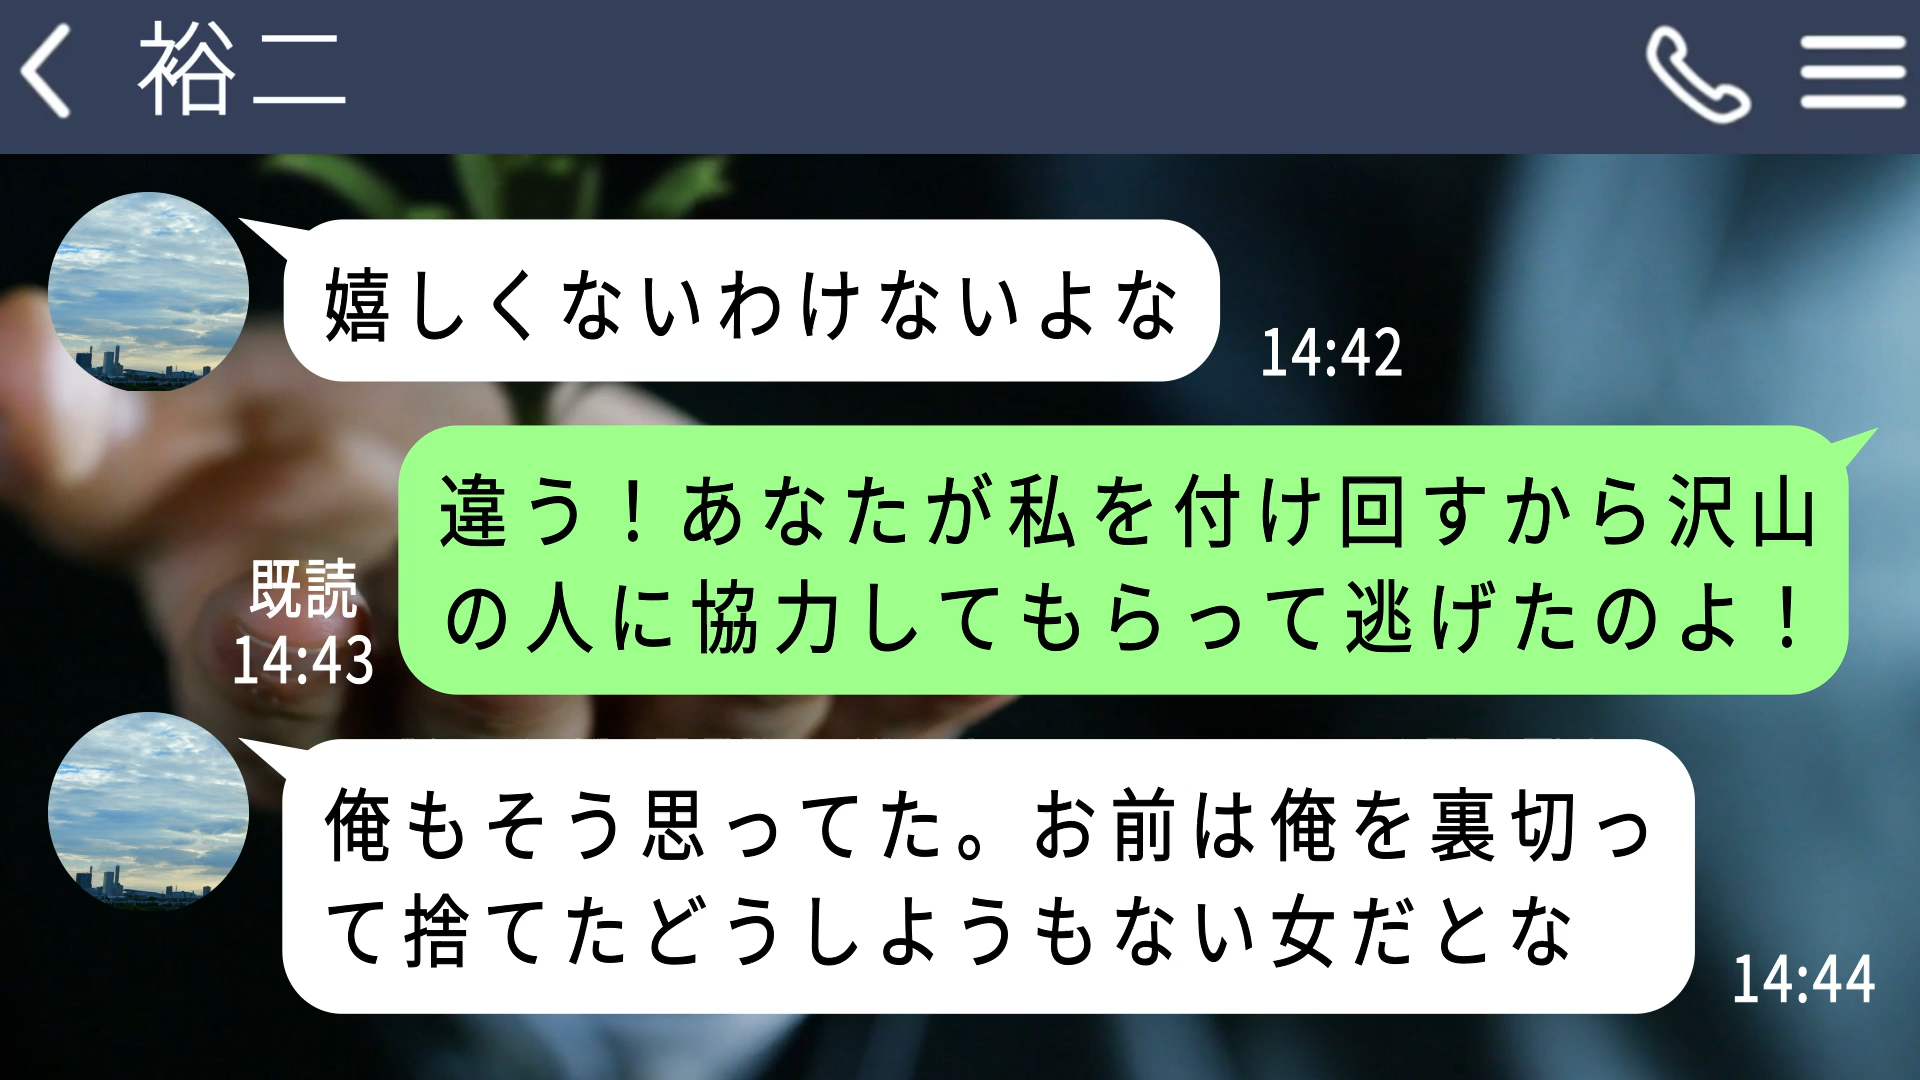 裕二
嬉しくないわけないよな
14:42
違う！あなたが私を付け回すから沢山
の人に協力してもらって逃げたのよ！
既読
14:43
俺もそう思ってた。お前は俺を裏切っ
て捨てたどうしようもない女だとな
14:44